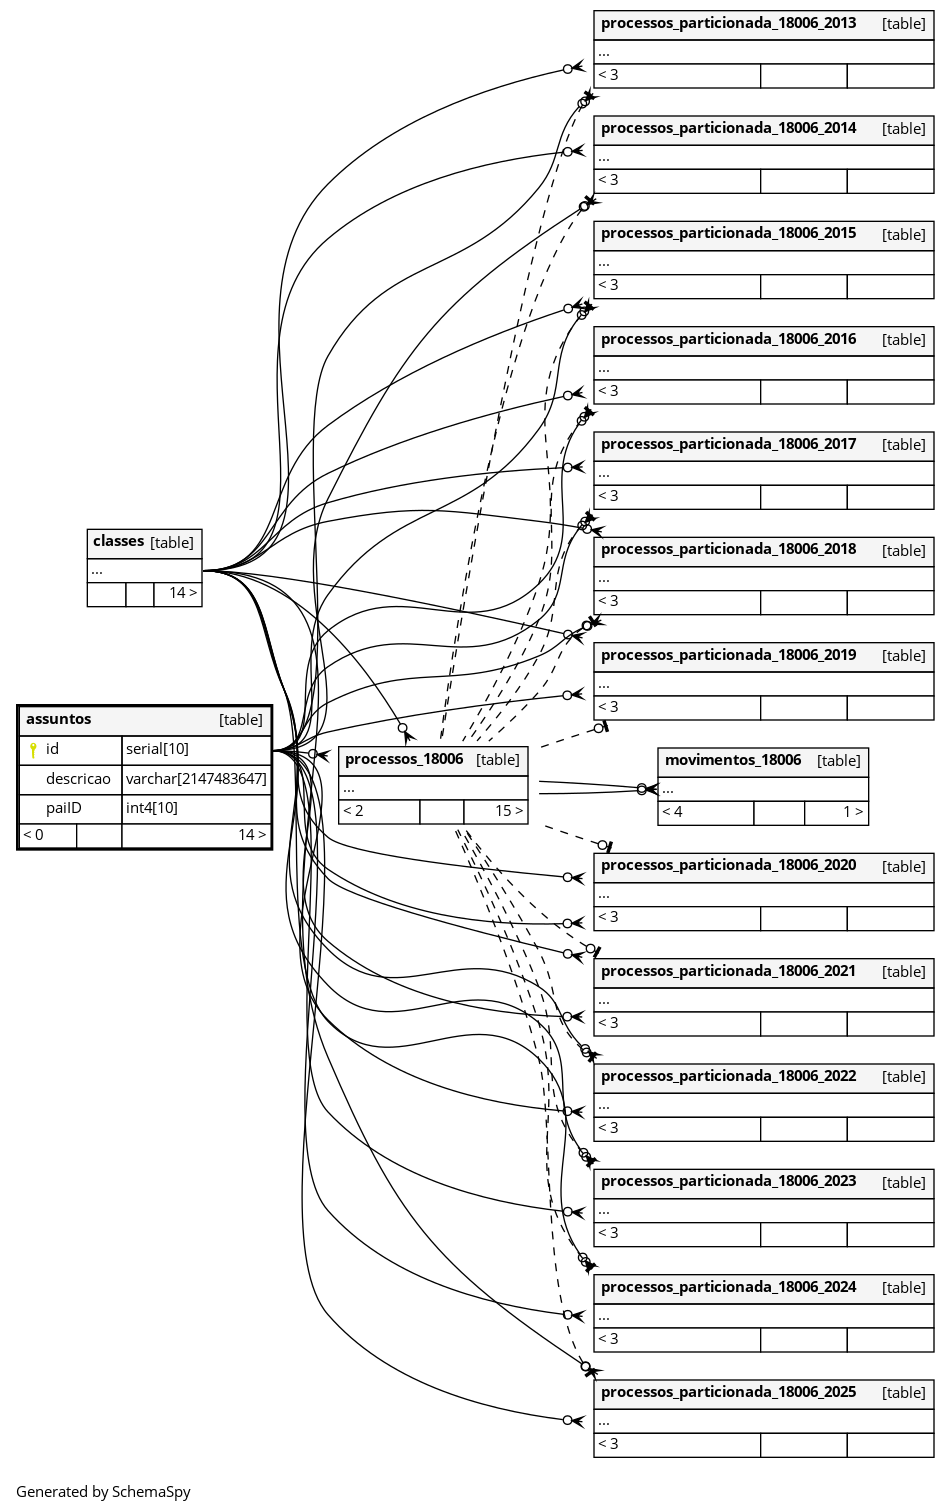 processos_particionada_18006_2013 [table]
...
< 3
processos_particionada_18006_2014 [table]
...
< 3
processos_particionada_18006_2015 [table]
...
< 3
processos_particionada_18006_2016 [table]
...
< 3
processos_particionada_18006_2017 [table]
...
< 3
processos_particionada_18006_2018 [table]
...
< 3
processos_particionada_18006_2019 [table]
...
< 3
classes [table]
...
14 >
assuntos [table]
id serial[10]
descricao varchar[2147483647]
paiID int4[10]
< 0 14 >
processos_18006 [table]
...
< 2 15 >
movimentos_18006 [table]
...
< 4 1 >
processos_particionada_18006_2020 [table]
...
< 3
processos_particionada_18006_2021 [table]
...
< 3
processos_particionada_18006_2022 [table]
...
< 3
processos_particionada_18006_2023 [table]
...
< 3
processos_particionada_18006_2024 [table]
...
< 3
processos_particionada_18006_2025 [table]
...
< 3
Generated by SchemaSpy